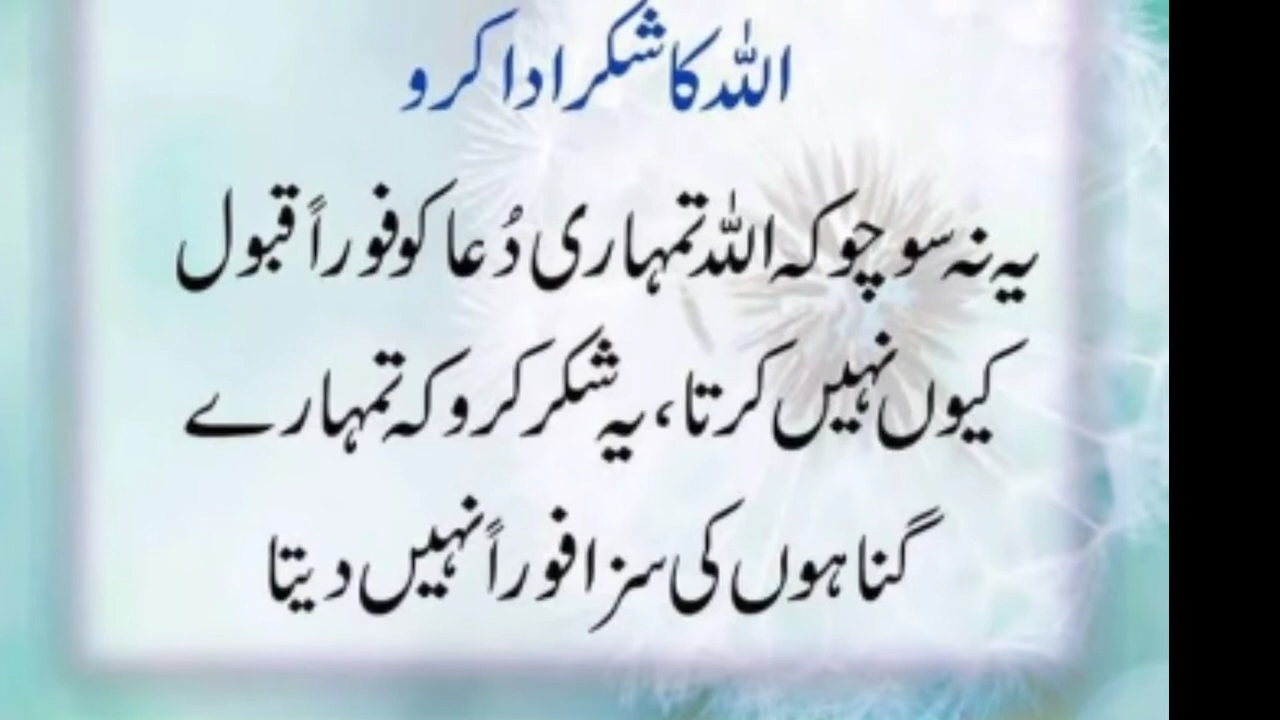 اللہ کا شکر ادا کرو
یہ نہ سوچو کہ اللہ تمہاری دُعا کو فوراً قبول
کیوں نہیں کرتا، یہ شکر کرو کہ تمہارے
گناہوں کی سزا فوراً نہیں دیتا